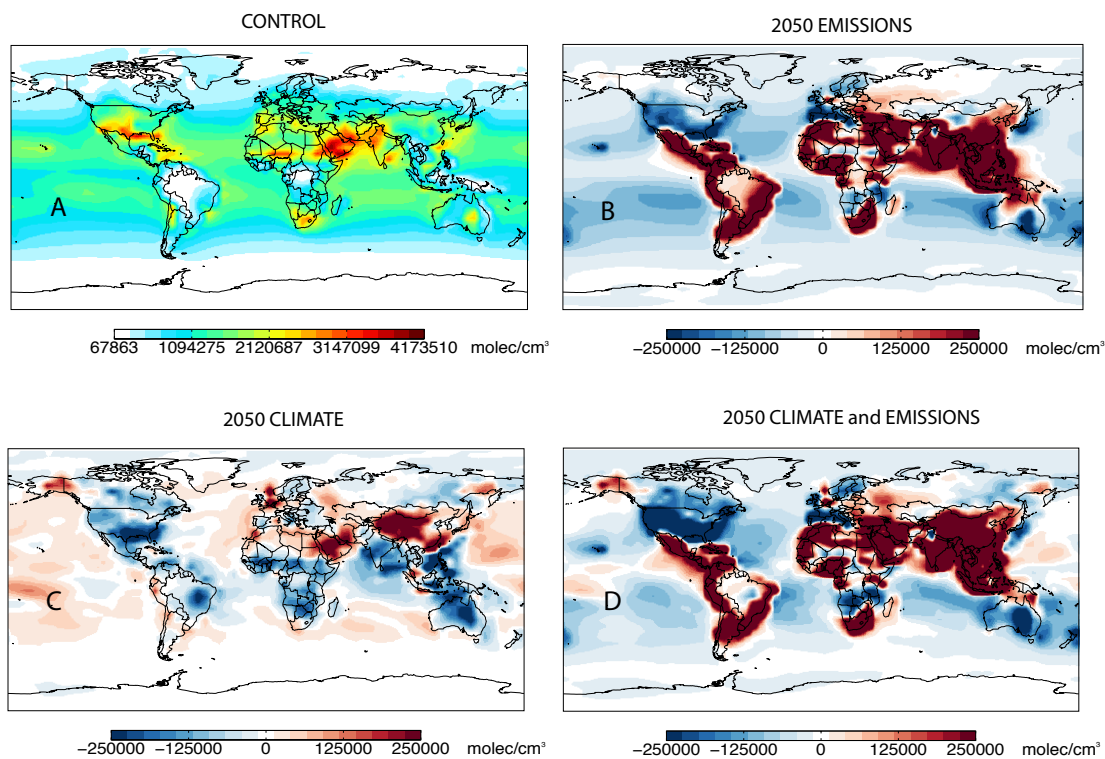 CONTROL
2050 EMISSIONS
A
B
67863 1094275 2120687 3147099 4173510 molec/cm³
−250000 −125000 0 125000 250000 molec/cm³
2050 CLIMATE
2050 CLIMATE and EMISSIONS
C
D
−250000 −125000 0 125000 250000 molec/cm³
−250000 −125000 0 125000 250000 molec/cm³